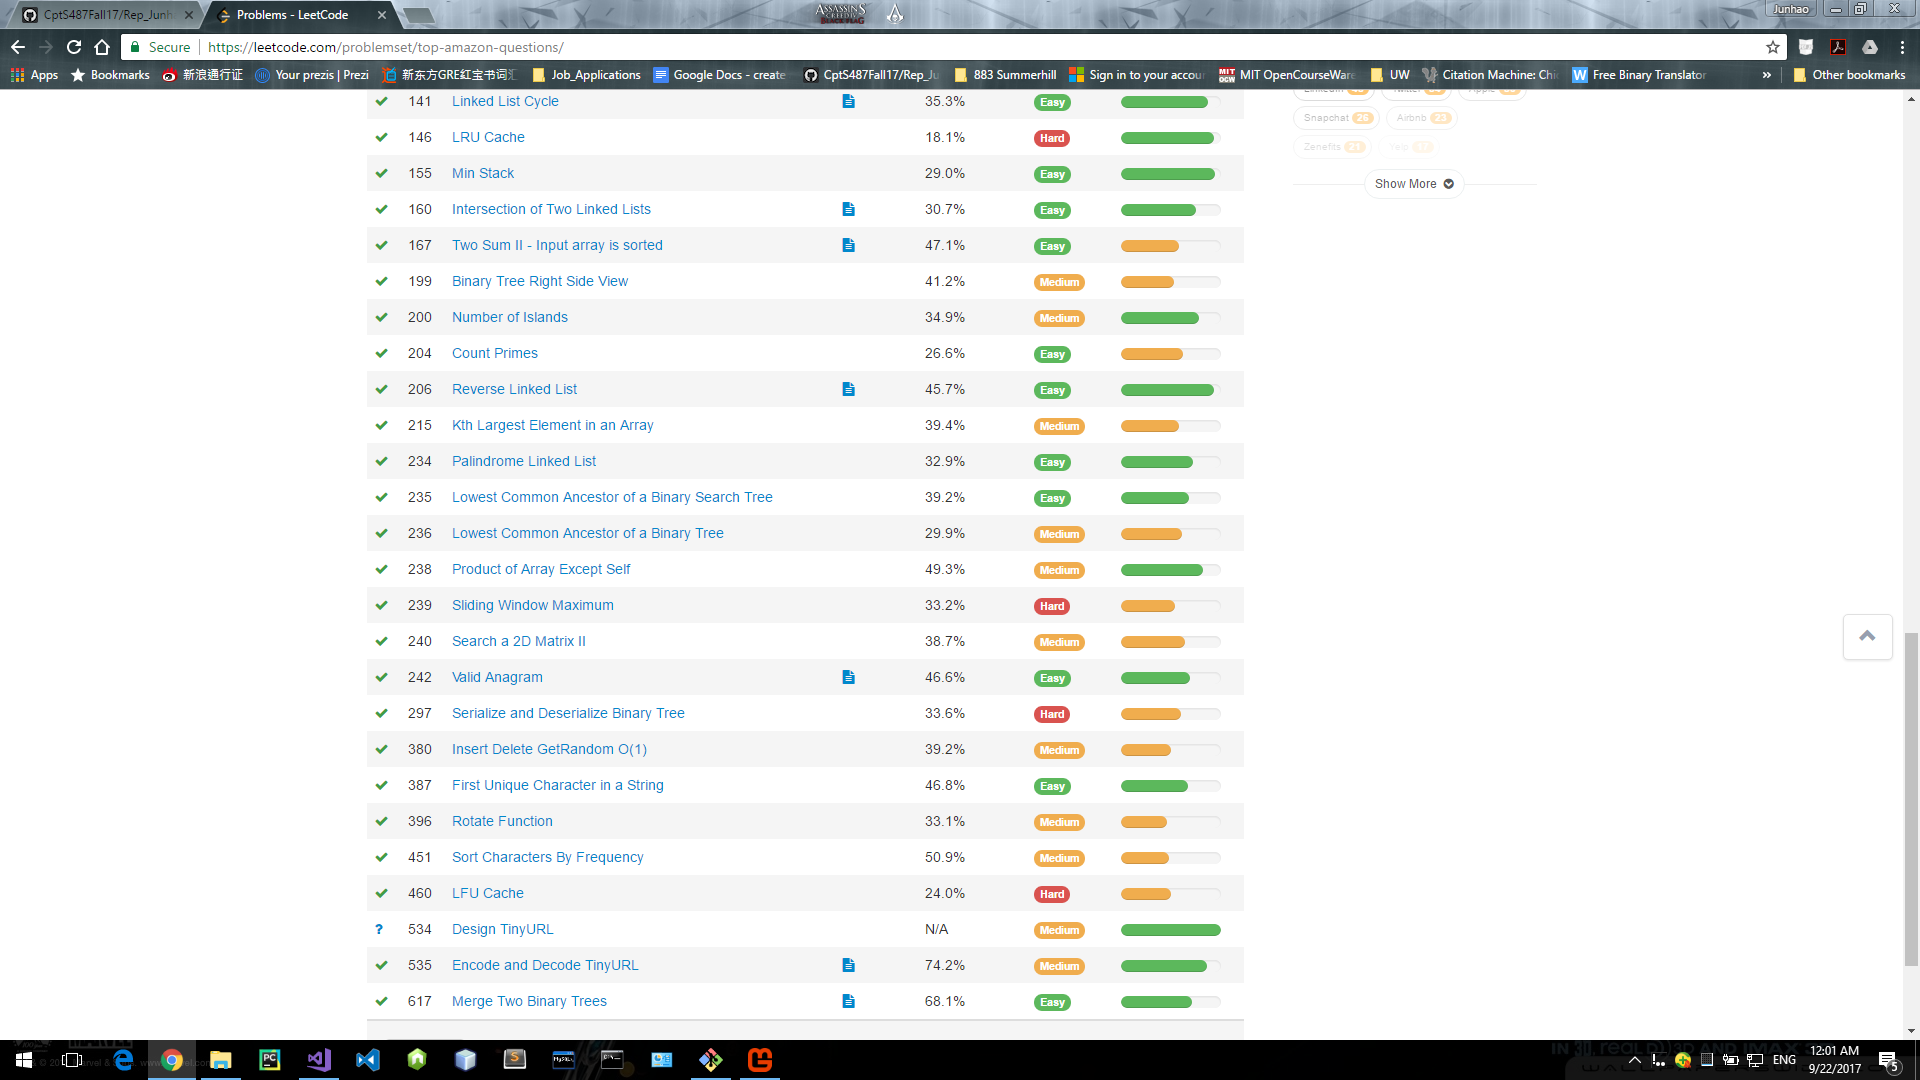 CptS487Fall17/Rep_Junh
Problems - LeetCode
ASSASSINS
Junhao
Secure
https://leetcode.com/problemset/top-amazon-questions/
Apps
Bookmarks
新浪通行证
Your prezis | Prezi
新东方GRE红宝书词汇
Job_Applications
Google Docs - create
CptS487Fall17/Rep_Ju
883 Summerhill
Sign in to your accou
MIT OpenCourseWare
UW
Citation Machine: Chi
Free Binary Translator
»
Other bookmarks
141 Linked List Cycle 35.3% Easy
146 LRU Cache 18.1% Hard
155 Min Stack 29.0% Easy
160 Intersection of Two Linked Lists 30.7% Easy
167 Two Sum II - Input array is sorted 47.1% Easy
199 Binary Tree Right Side View 41.2% Medium
200 Number of Islands 34.9% Medium
204 Count Primes 26.6% Easy
206 Reverse Linked List 45.7% Easy
215 Kth Largest Element in an Array 39.4% Medium
234 Palindrome Linked List 32.9% Easy
235 Lowest Common Ancestor of a Binary Search Tree 39.2% Easy
236 Lowest Common Ancestor of a Binary Tree 29.9% Medium
238 Product of Array Except Self 49.3% Medium
239 Sliding Window Maximum 33.2% Hard
240 Search a 2D Matrix II 38.7% Medium
242 Valid Anagram 46.6% Easy
297 Serialize and Deserialize Binary Tree 33.6% Hard
380 Insert Delete GetRandom O(1) 39.2% Medium
387 First Unique Character in a String 46.8% Easy
396 Rotate Function 33.1% Medium
451 Sort Characters By Frequency 50.9% Medium
460 LFU Cache 24.0% Hard
? 534 Design TinyURL N/A Medium
535 Encode and Decode TinyURL 74.2% Medium
617 Merge Two Binary Trees 68.1% Easy
LinkedIn
Twitter
Apple
Snapchat 26
Airbnb 23
Zenefits 21
Yelp
Show More
ENG
12:01 AM
9/22/2017
5